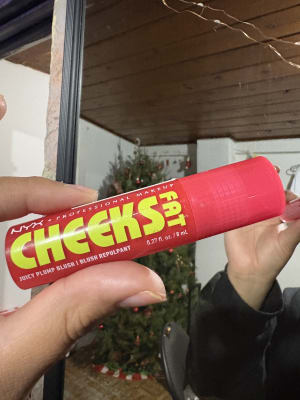 NYX • PROFESSIONAL MAKEUP
FAT
CHEEKS
JUICY PLUMP BLUSH | BLUSH REPULPANT
0.27 fl. oz. / 8 mL